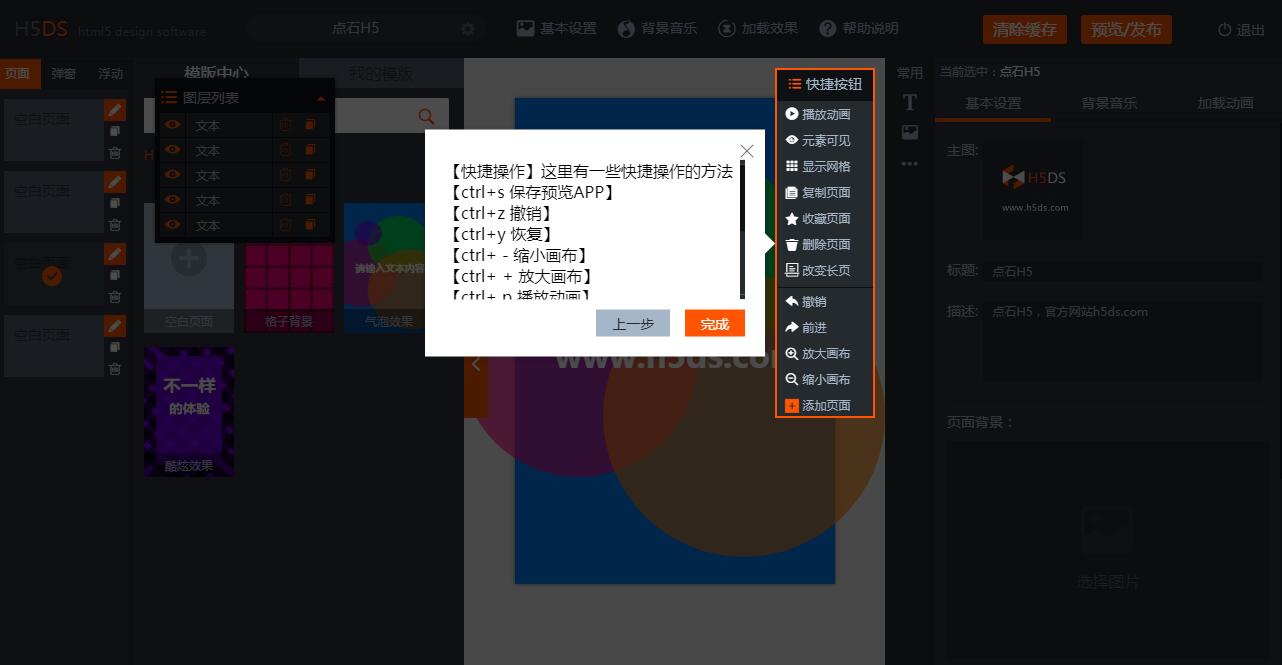 H5DS html5 design software
点石H5
基本设置
背景音乐
加载效果
帮助说明
清除缓存
预览/发布
退出
页面
弹窗
浮动
模版中心
我的模版
空白页面
空白页面
空白页面
空白页面
图层列表
文本
文本
文本
文本
文本
H
空白页面
格子背景
请输入文本内容
气泡效果
不一样
的体验
酷炫效果
【快捷操作】这里有一些快捷操作的方法
【ctrl+s 保存预览APP】
【ctrl+z 撤销】
【ctrl+y 恢复】
【ctrl+ - 缩小画布】
【ctrl+ + 放大画布】
【ctrl+ p 播放动画】
上一步
完成
www.h5ds.com
快捷按钮
播放动画
元素可见
显示网格
复制页面
收藏页面
删除页面
改变长页
撤销
前进
放大画布
缩小画布
添加页面
常用
T
当前选中：点石H5
基本设置
背景音乐
加载动画
主图:
H5DS
www.h5ds.com
标题:
点石H5
描述:
点石H5，官方网站h5ds.com
页面背景：
选择图片